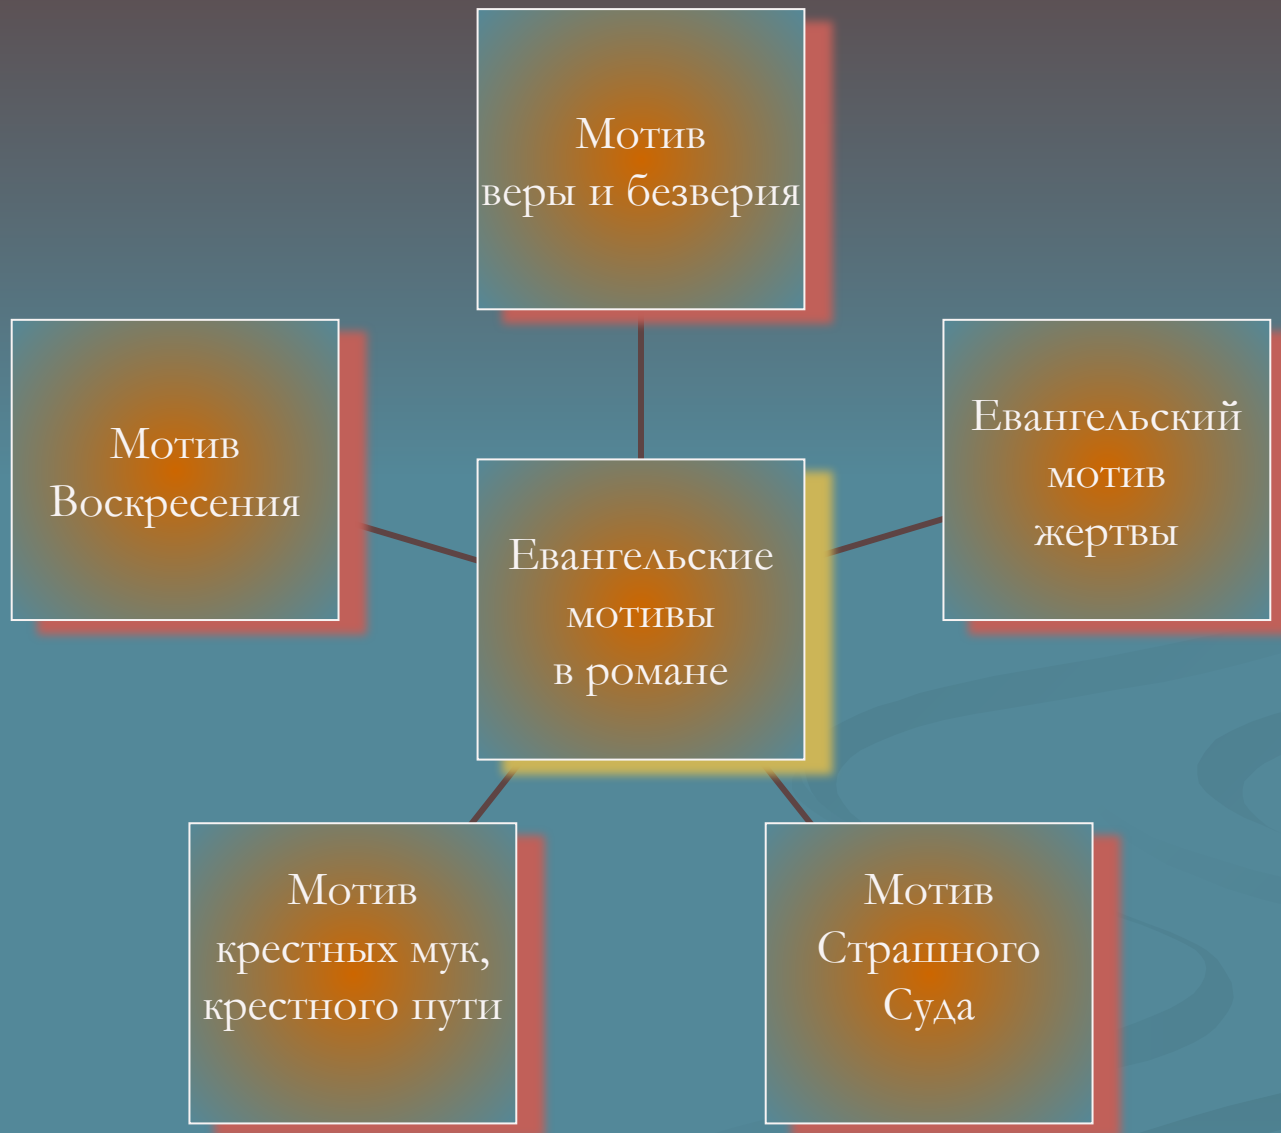 Мотив
веры и безверия
Мотив
Воскресения
Евангельский
мотив
жертвы
Евангельские
мотивы
в романе
Мотив
крестных мук,
крестного пути
Мотив
Страшного
Суда